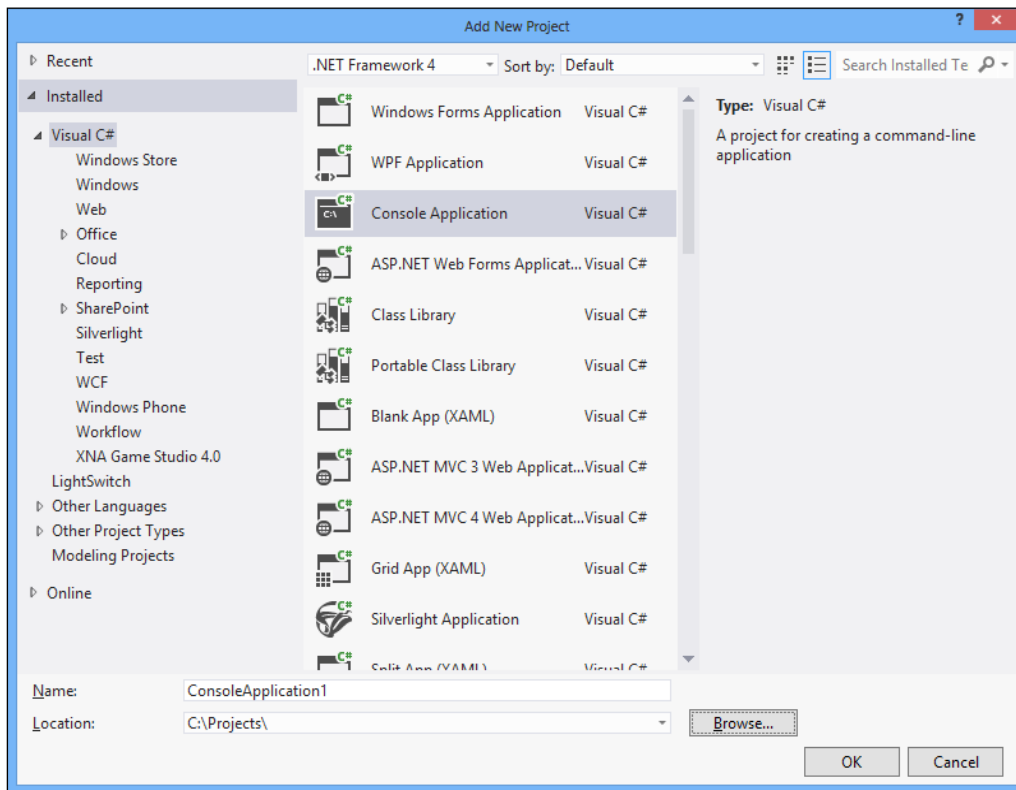 Add New Project
?
Recent
Installed
Visual C#
Windows Store
Windows
Web
Office
Cloud
Reporting
SharePoint
Silverlight
Test
WCF
Windows Phone
Workflow
XNA Game Studio 4.0
LightSwitch
Other Languages
Other Project Types
Modeling Projects
Online
.NET Framework 4 Sort by: Default Search Installed Te
C# Windows Forms Application Visual C#
C# WPF Application Visual C#
C# C:\ Console Application Visual C#
C# ASP.NET Web Forms Applicat... Visual C#
C# Class Library Visual C#
C# Portable Class Library Visual C#
C# Blank App (XAML) Visual C#
C# ASP.NET MVC 3 Web Applicat...Visual C#
C# ASP.NET MVC 4 Web Applicat...Visual C#
C# Grid App (XAML) Visual C#
C# Silverlight Application Visual C#
C# Split App (XAML) Visual C#
Type: Visual C#
A project for creating a command-line
application
Name: ConsoleApplication1
Location: C:\Projects\ Browse...
OK Cancel